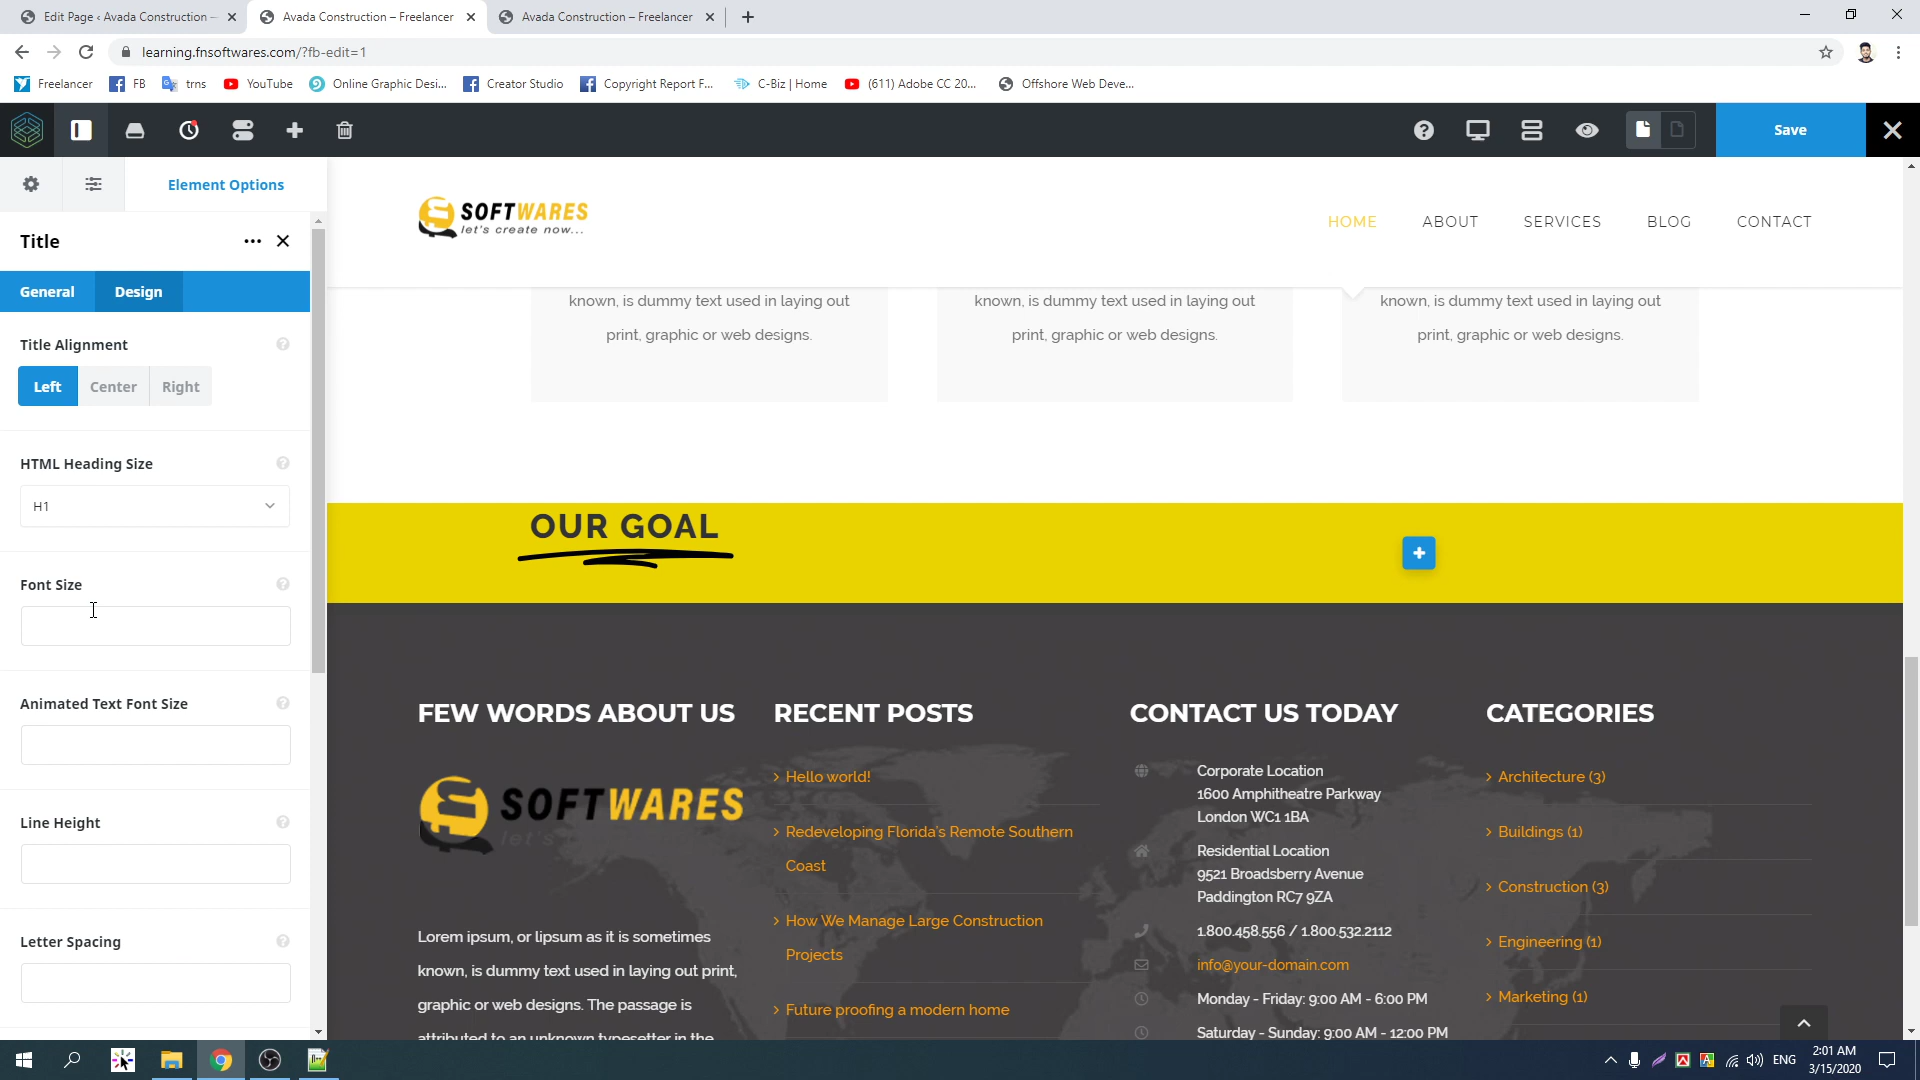 Edit Page ‹ Avada Construction –
Avada Construction – Freelancer
Avada Construction – Freelancer
learning.fnsoftwares.com/?fb-edit=1
Freelancer
FB
trns
YouTube
Online Graphic Desi...
Creator Studio
Copyright Report F...
C-Biz | Home
(611) Adobe CC 20...
Offshore Web Deve...
Save
Element Options
Title
General
Design
Title Alignment
Left
Center
Right
HTML Heading Size
H1
Font Size
Animated Text Font Size
Line Height
Letter Spacing
SOFTWARES
let's create now...
HOME
ABOUT
SERVICES
BLOG
CONTACT
known, is dummy text used in laying out
print, graphic or web designs.
known, is dummy text used in laying out
print, graphic or web designs.
known, is dummy text used in laying out
print, graphic or web designs.
OUR GOAL
FEW WORDS ABOUT US
SOFTWARES
let's
Lorem ipsum, or lipsum as it is sometimes
known, is dummy text used in laying out print,
graphic or web designs. The passage is
attributed to an unknown typesetter in the
RECENT POSTS
Hello world!
Redeveloping Florida's Remote Southern
Coast
How We Manage Large Construction
Projects
Future proofing a modern home
CONTACT US TODAY
Corporate Location
1600 Amphitheatre Parkway
London WC1 1BA
Residential Location
9521 Broadsberry Avenue
Paddington RC7 9ZA
1.800.458.556 / 1.800.532.2112
info@your-domain.com
Monday - Friday: 9:00 AM - 6:00 PM
Saturday - Sunday: 9:00 AM - 12:00 PM
CATEGORIES
Architecture (3)
Buildings (1)
Construction (3)
Engineering (1)
Marketing (1)
ENG
2:01 AM
3/15/2020